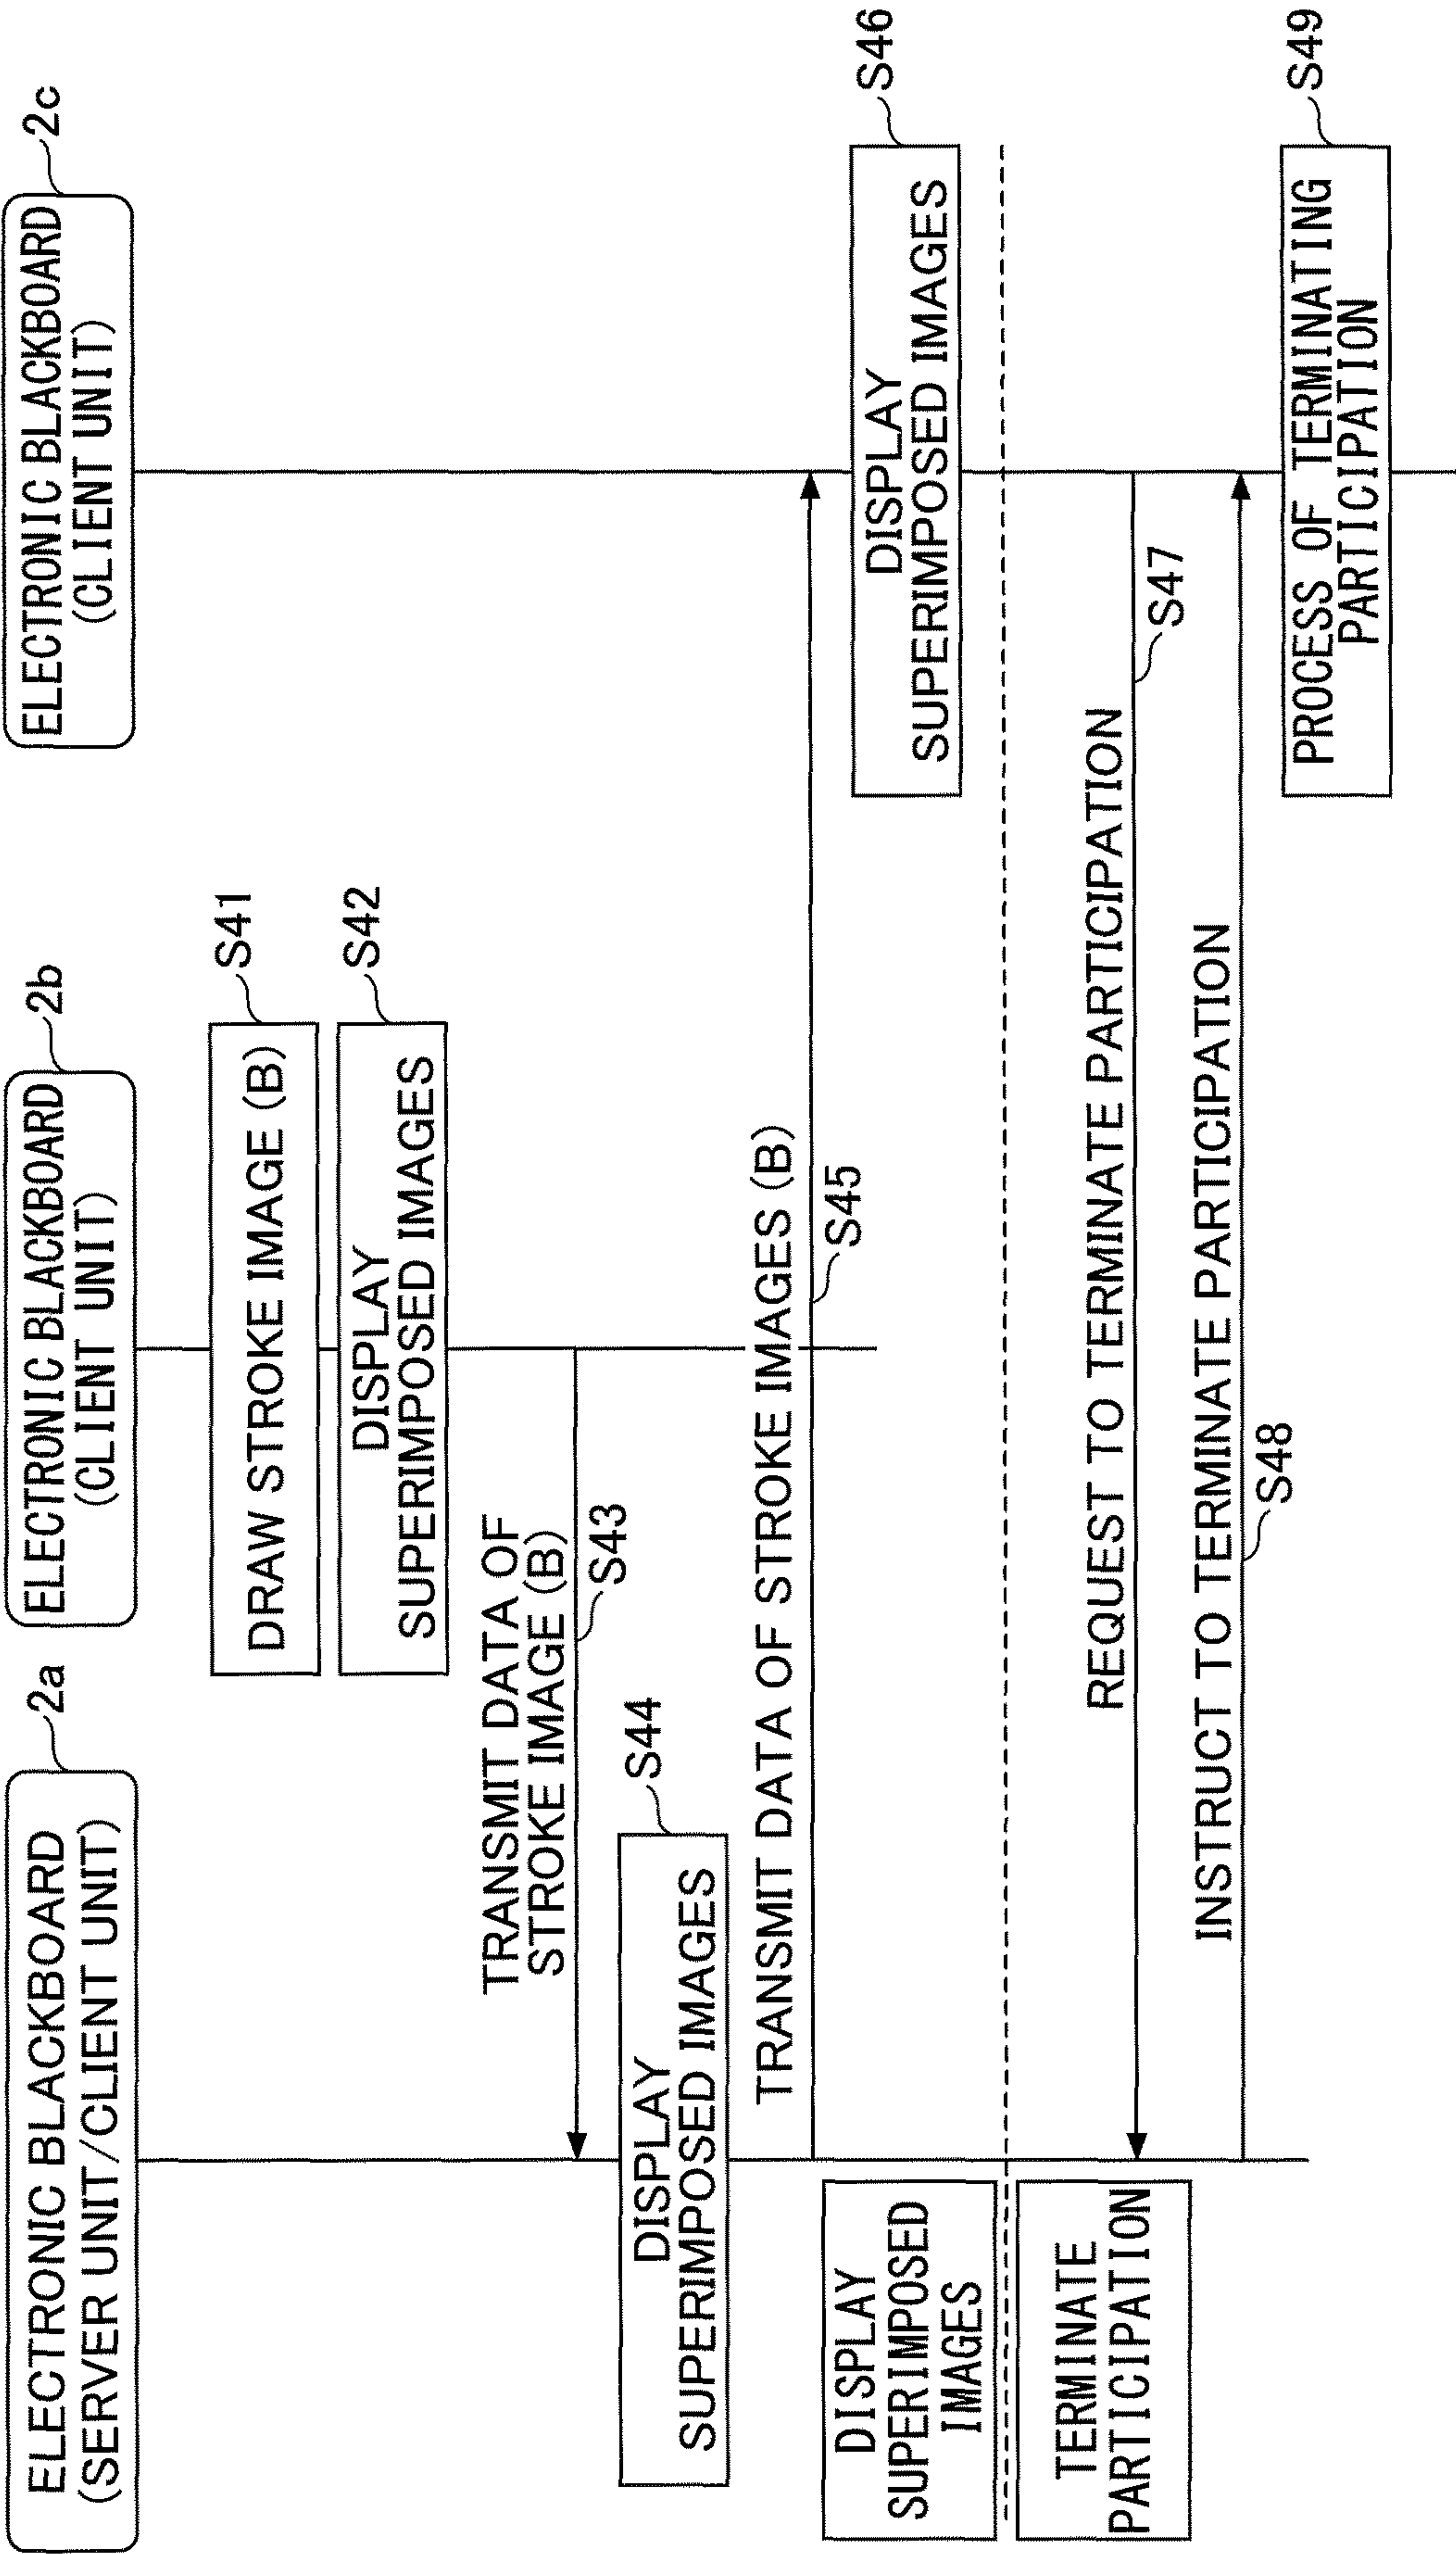 ELECTRONIC BLACKBOARD
(SERVER UNIT/CLIENT UNIT)
2a
ELECTRONIC BLACKBOARD
(CLIENT UNIT)
2b
ELECTRONIC BLACKBOARD
(CLIENT UNIT)
2c
DRAW STROKE IMAGE (B)
S41
DISPLAY
SUPERIMPOSED IMAGES
S42
TRANSMIT DATA OF
STROKE IMAGE (B)
S43
DISPLAY
SUPERIMPOSED IMAGES
S44
TRANSMIT DATA OF STROKE IMAGES (B)
S45
DISPLAY
SUPERIMPOSED IMAGES
S46
DISPLAY
SUPERIMPOSED
IMAGES
TERMINATE
PARTICIPATION
REQUEST TO TERMINATE PARTICIPATION
S47
INSTRUCT TO TERMINATE PARTICIPATION
S48
PROCESS OF TERMINATING
PARTICIPATION
S49